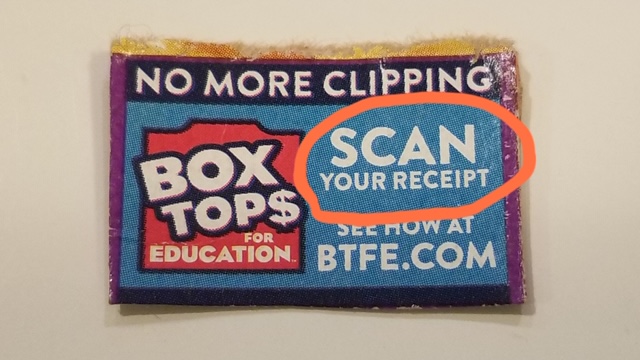 NO MORE CLIPPING
BOX
TOP$
FOR
EDUCATION
SCAN
YOUR RECEIPT
SEE HOW AT
BTFE.COM